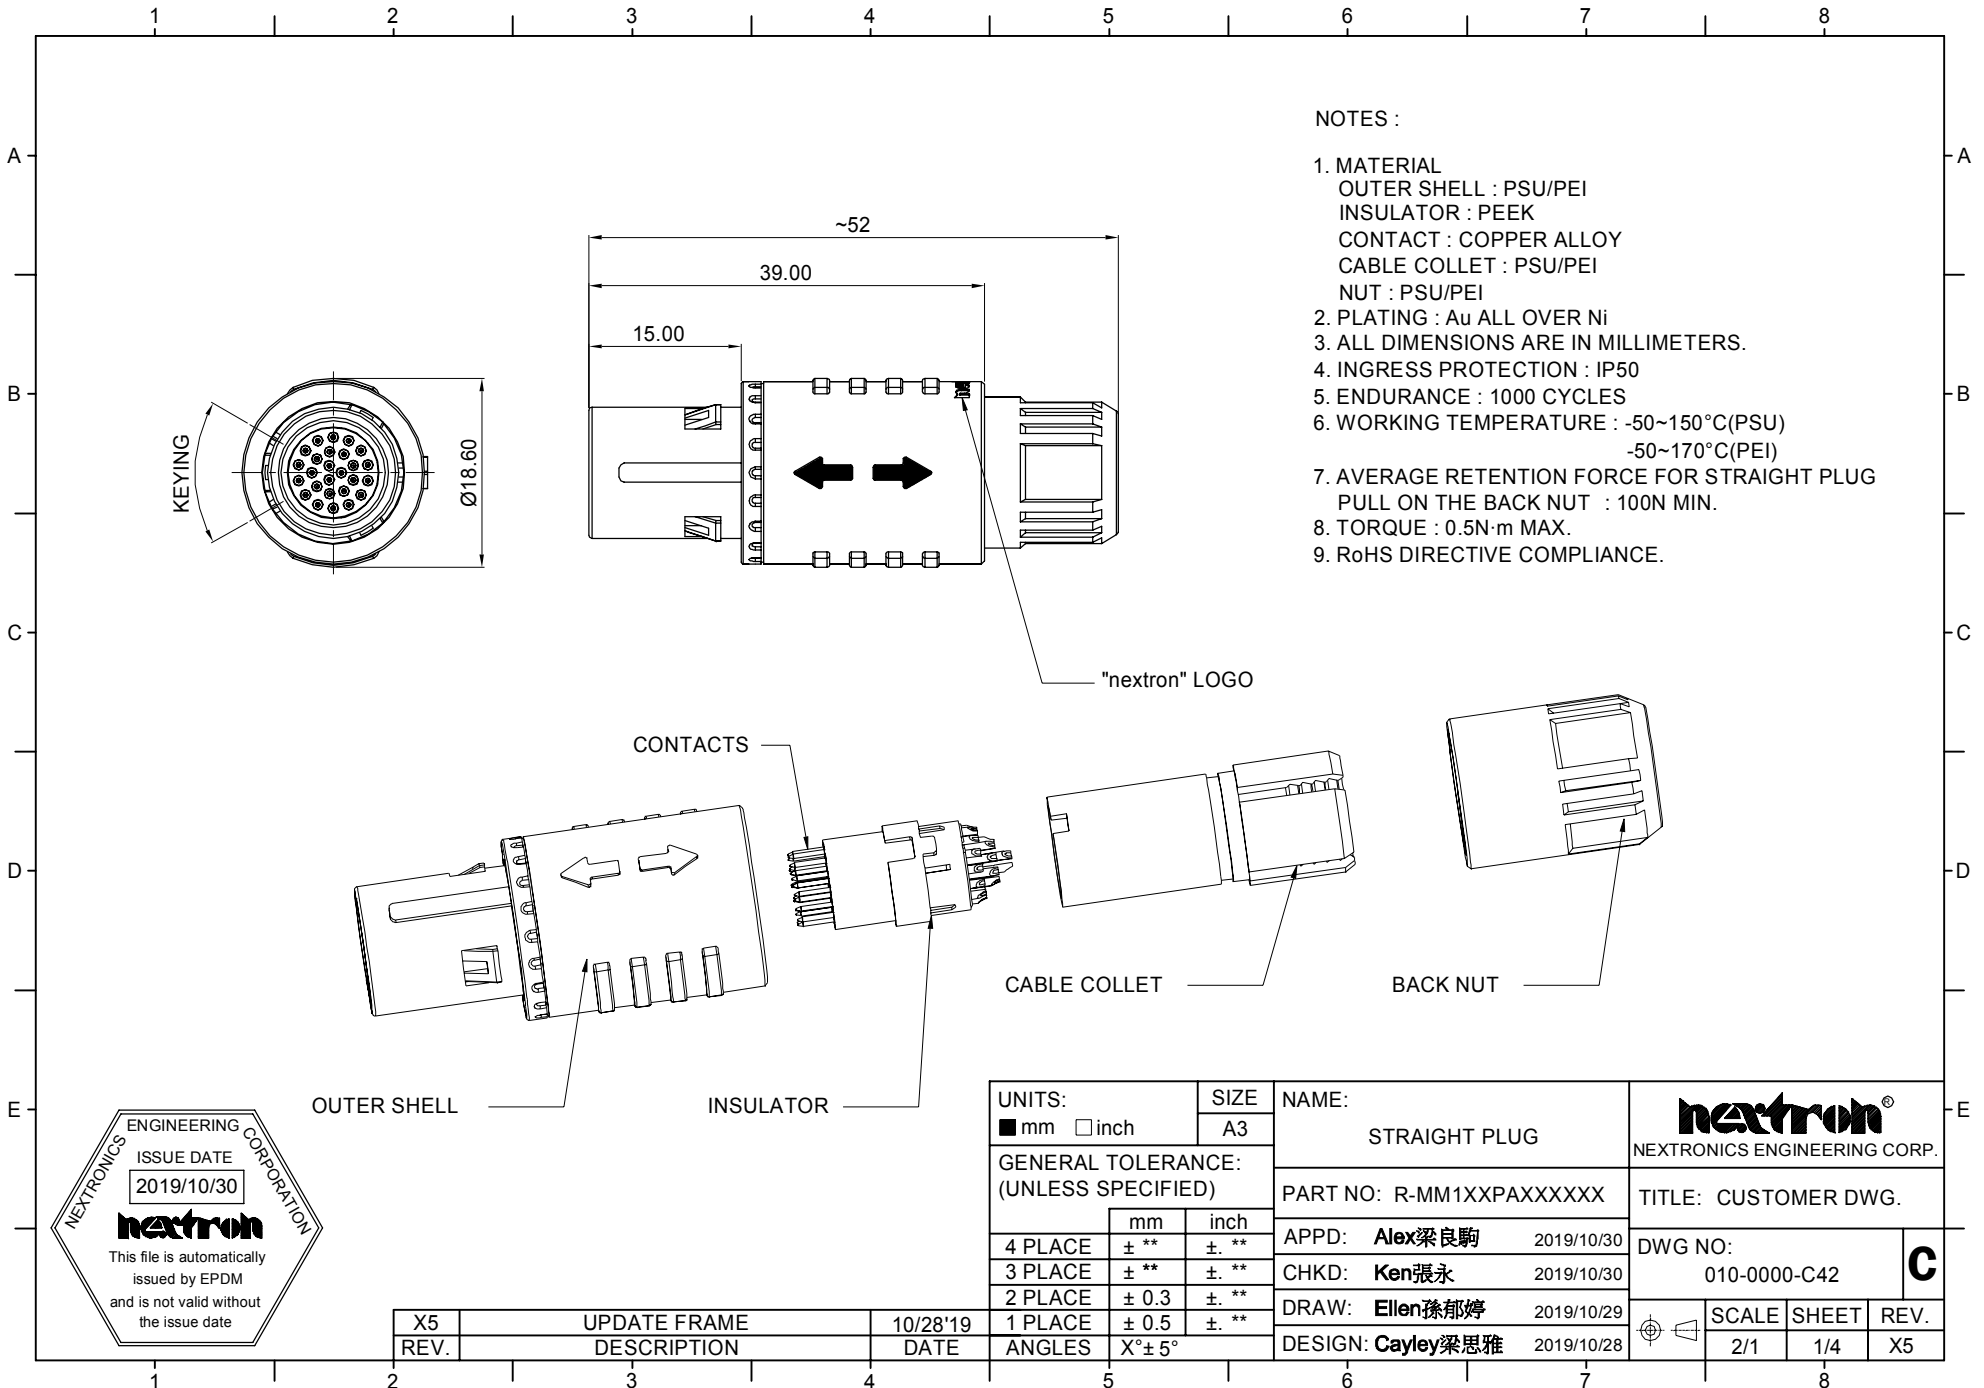 1 2 3 4 5 6 7 8
A A
B B
C C
D D
E E
NOTES :
1. MATERIAL
OUTER SHELL : PSU/PEI
INSULATOR : PEEK
CONTACT : COPPER ALLOY
CABLE COLLET : PSU/PEI
NUT : PSU/PEI
2. PLATING : Au ALL OVER Ni
3. ALL DIMENSIONS ARE IN MILLIMETERS.
4. INGRESS PROTECTION : IP50
5. ENDURANCE : 1000 CYCLES
6. WORKING TEMPERATURE : -50~150°C(PSU)
-50~170°C(PEI)
7. AVERAGE RETENTION FORCE FOR STRAIGHT PLUG
PULL ON THE BACK NUT : 100N MIN.
8. TORQUE : 0.5N·m MAX.
9. RoHS DIRECTIVE COMPLIANCE.
~52
39.00
15.00
KEYING
Ø18.60
"nextron" LOGO
CONTACTS
CABLE COLLET
BACK NUT
OUTER SHELL
INSULATOR
NEXTRONICS ENGINEERING CORPORATION
ISSUE DATE
2019/10/30
nextron
This file is automatically
issued by EPDM
and is not valid without
the issue date
X5 UPDATE FRAME 10/28'19
REV. DESCRIPTION DATE
UNITS:
mm inch
SIZE
A3
GENERAL TOLERANCE:
(UNLESS SPECIFIED)
mm inch
4 PLACE ± ** ±. **
3 PLACE ± ** ±. **
2 PLACE ± 0.3 ±. **
1 PLACE ± 0.5 ±. **
ANGLES X°± 5°
NAME:
STRAIGHT PLUG
PART NO: R-MM1XXPAXXXXXX
APPD: Alex梁良駒 2019/10/30
CHKD: Ken張永 2019/10/30
DRAW: Ellen孫郁婷 2019/10/29
DESIGN: Cayley梁思雅 2019/10/28
nextron®
NEXTRONICS ENGINEERING CORP.
TITLE: CUSTOMER DWG.
DWG NO:
010-0000-C42
C
SCALE SHEET REV.
2/1 1/4 X5
1 2 3 4 5 6 7 8